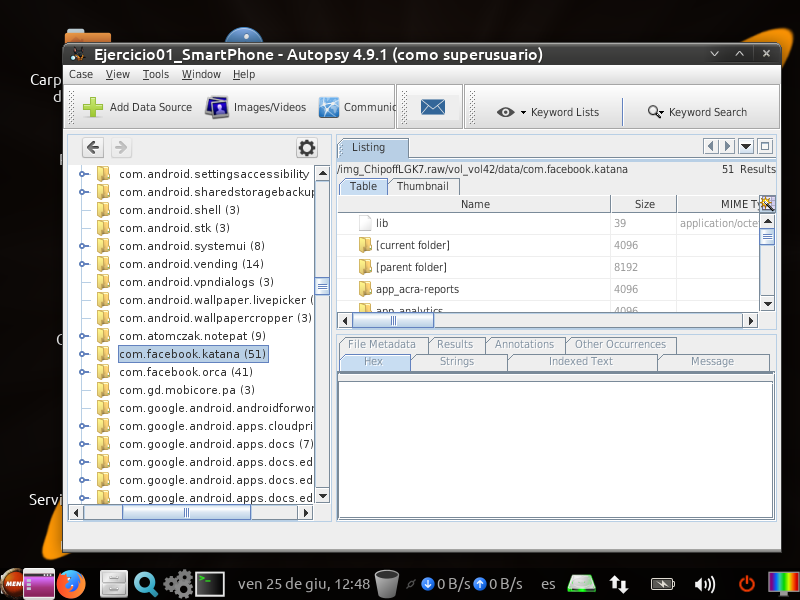 Carp
d
Servi
Ejercicio01_SmartPhone - Autopsy 4.9.1 (como superusuario)
Case View Tools Window Help
Add Data Source Images/Videos Communic Keyword Lists Keyword Search
com.android.settingsaccessibility
com.android.sharedstoragebackup
com.android.shell (3)
com.android.stk (3)
com.android.systemui (8)
com.android.vending (14)
com.android.vpndialogs (3)
com.android.wallpaper.livepicker (
com.android.wallpapercropper (3)
com.atomczak.notepat (9)
com.facebook.katana (51)
com.facebook.orca (41)
com.gd.mobicore.pa (3)
com.google.android.androidforwor
com.google.android.apps.cloudpri
com.google.android.apps.docs (7)
com.google.android.apps.docs.ed
com.google.android.apps.docs.ed
com.google.android.apps.docs.ed
Listing
/img_ChipoffLGK7.raw/vol_vol42/data/com.facebook.katana 51 Results
Table Thumbnail
Name Size MIME Ty
lib 39 application/octe
[current folder] 4096
[parent folder] 8192
app_acra-reports 4096
app_analytics 4096
File Metadata Results Annotations Other Occurrences
Hex Strings Indexed Text Message
MENU ven 25 de giu, 12:48 0 B/s 0 B/s es